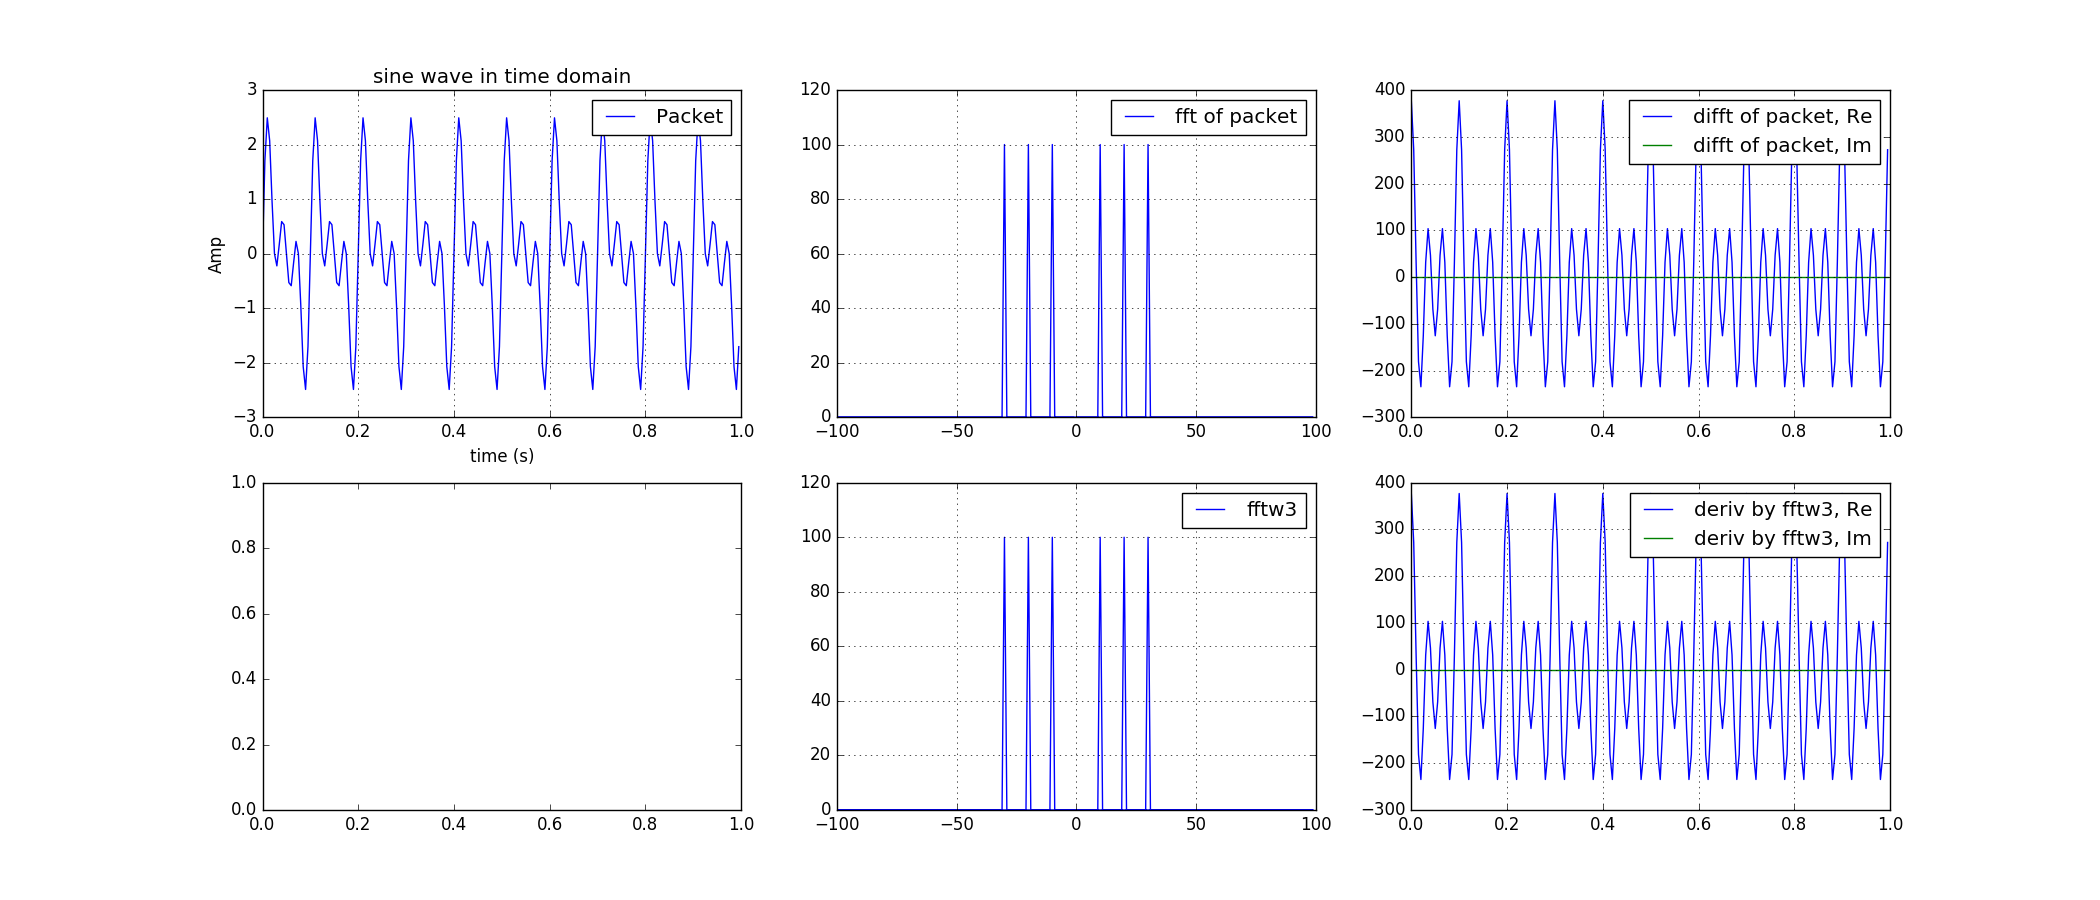 sine wave in time domain
3
2
1
0
−1
−2
−3
Amp
Packet
0.0 0.2 0.4 0.6 0.8 1.0
time (s)
120
100
80
60
40
20
0
fft of packet
−100 −50 0 50 100
400
300
200
100
0
−100
−200
−300
difft of packet, Re
difft of packet, Im
0.0 0.2 0.4 0.6 0.8 1.0
1.0
0.8
0.6
0.4
0.2
0.0
0.0 0.2 0.4 0.6 0.8 1.0
120
100
80
60
40
20
0
fftw3
−100 −50 0 50 100
400
300
200
100
0
−100
−200
−300
deriv by fftw3, Re
deriv by fftw3, Im
0.0 0.2 0.4 0.6 0.8 1.0